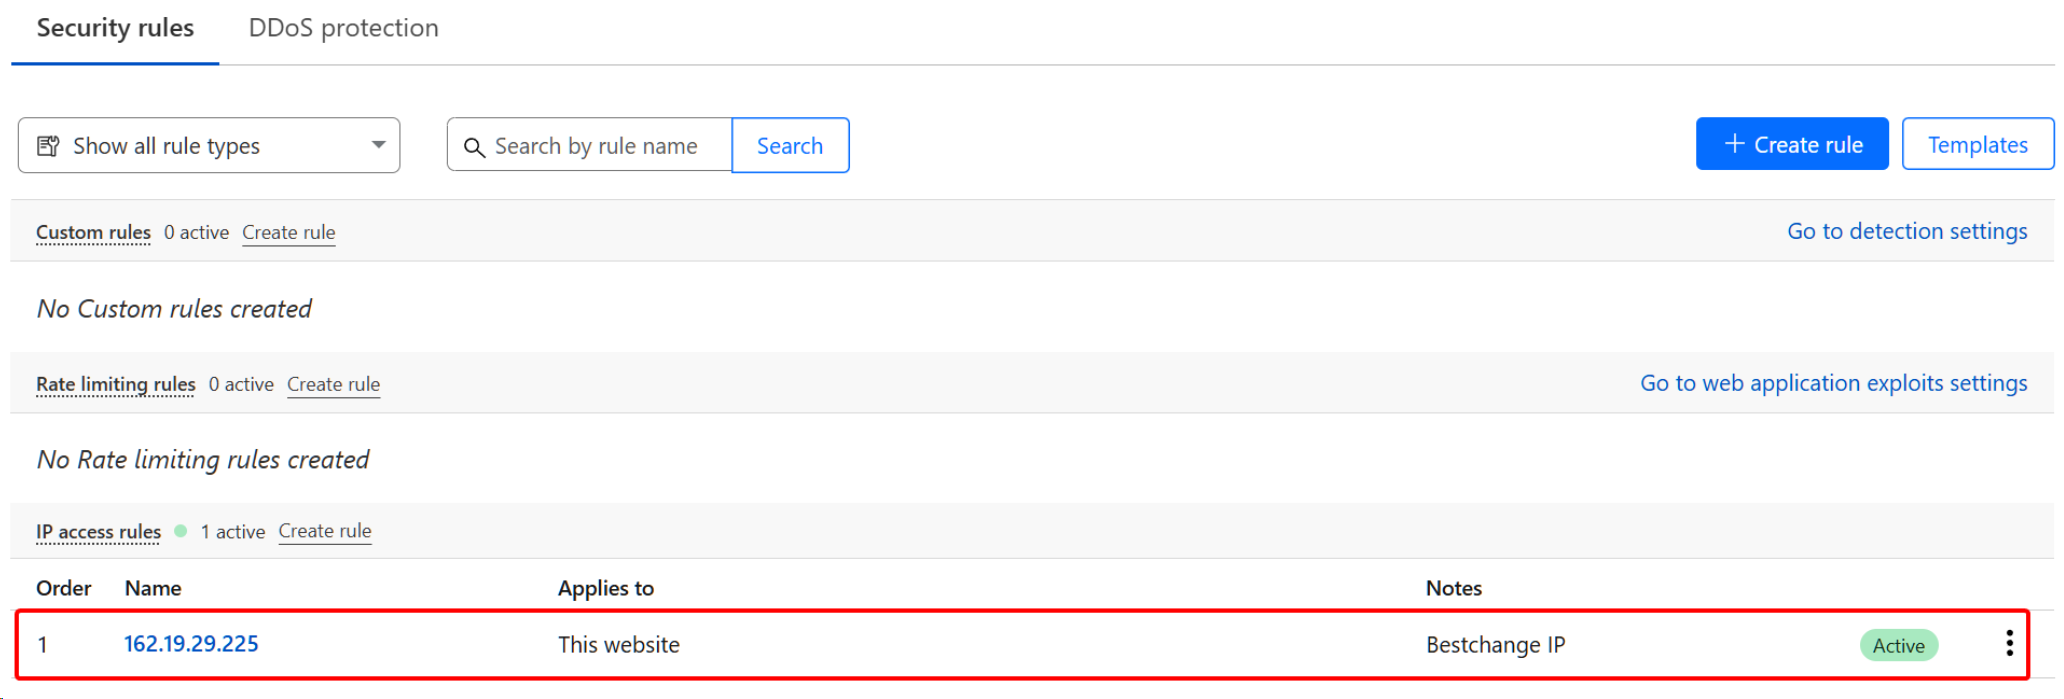 Security rules DDoS protection
Show all rule types Search by rule name Search + Create rule Templates
Custom rules 0 active Create rule Go to detection settings
No Custom rules created
Rate limiting rules 0 active Create rule Go to web application exploits settings
No Rate limiting rules created
IP access rules 1 active Create rule
Order Name Applies to Notes
1 162.19.29.225 This website Bestchange IP Active